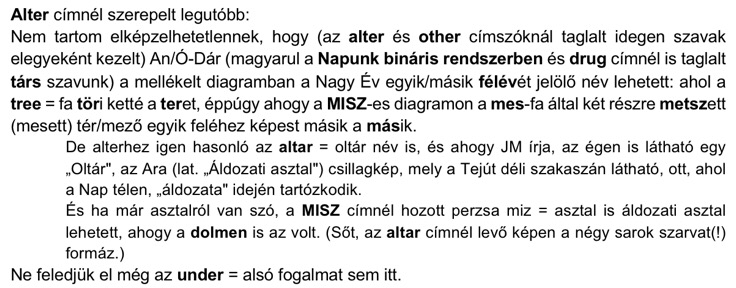 Alter címnél szerepelt legutóbb:
Nem tartom elképzelhetetlennek, hogy (az alter és other címszóknál taglalt idegen szavak
elegyeként kezelt) An/Ó-Dár (magyarul a Napunk bináris rendszerben és drug címnél is taglalt
társ szavunk) a mellékelt diagramban a Nagy Év egyik/másik félévét jelölő név lehetett: ahol a
tree = fa töri ketté a teret, éppúgy ahogy a MISZ-es diagramon a mes-fa által két részre metszett
(mesett) tér/mező egyik feléhez képest másik a másik.
De alterhez igen hasonló az altar = oltár név is, és ahogy JM írja, az égen is látható egy
„Oltár", az Ara (lat. „Áldozati asztal") csillagkép, mely a Tejút déli szakaszán látható, ott, ahol
a Nap télen, „áldozata" idején tartózkodik.
És ha már asztalról van szó, a MISZ címnél hozott perzsa miz = asztal is áldozati asztal
lehetett, ahogy a dolmen is az volt. (Sőt, az altar címnél levő képen a négy sarok szarvat(!)
formáz.)
Ne feledjük el még az under = alsó fogalmat sem itt.